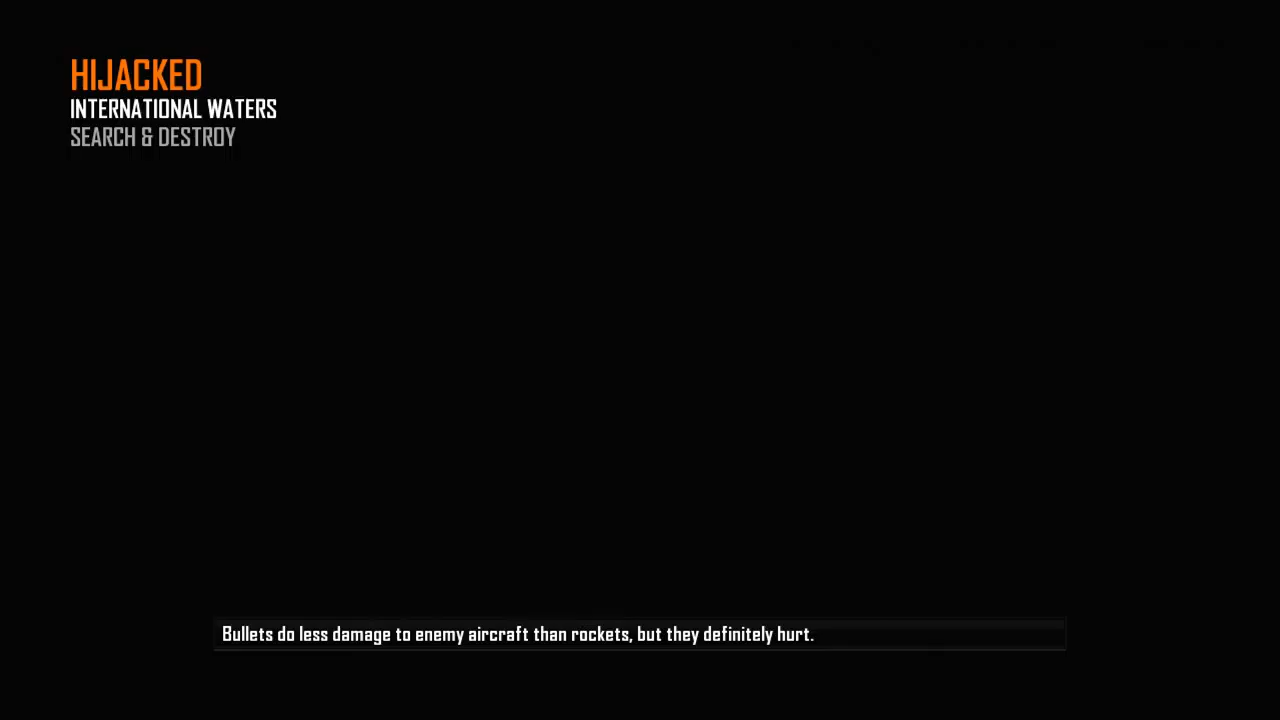 HIJACKED
INTERNATIONAL WATERS
SEARCH & DESTROY
Bullets do less damage to enemy aircraft than rockets, but they definitely hurt.